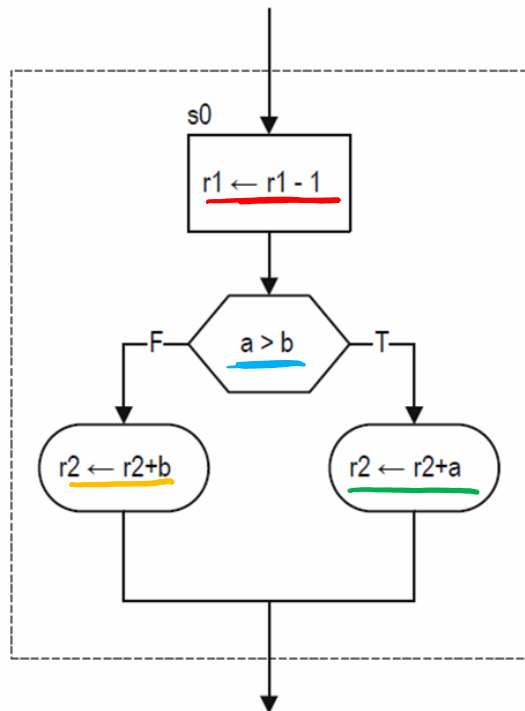 s0
r1 ← r1 - 1
a > b
F
T
r2 ← r2+b
r2 ← r2+a